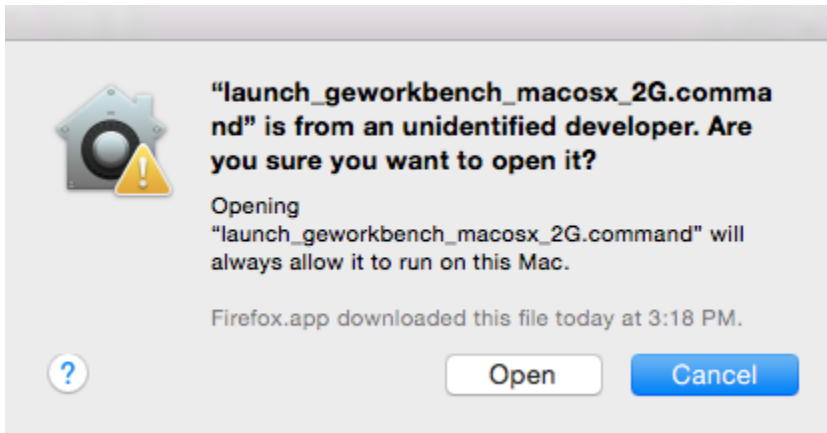 “launch_geworkbench_macosx_2G.comma
nd” is from an unidentified developer. Are
you sure you want to open it?
Opening
“launch_geworkbench_macosx_2G.command” will
always allow it to run on this Mac.
Firefox.app downloaded this file today at 3:18 PM.
?
Open
Cancel